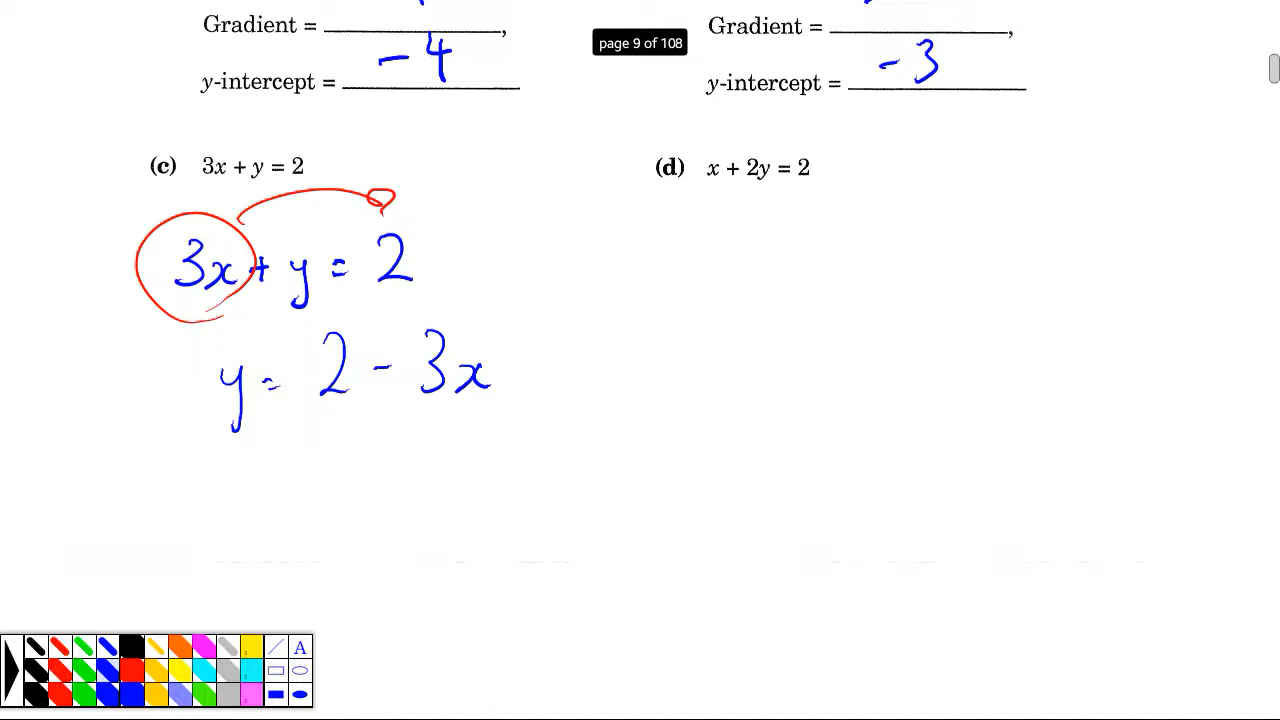 Gradient = ,
y-intercept = -4
page 9 of 108
Gradient = ,
y-intercept = -3
(c) 3x + y = 2
3x + y = 2
y = 2 - 3x
(d) x + 2y = 2
A